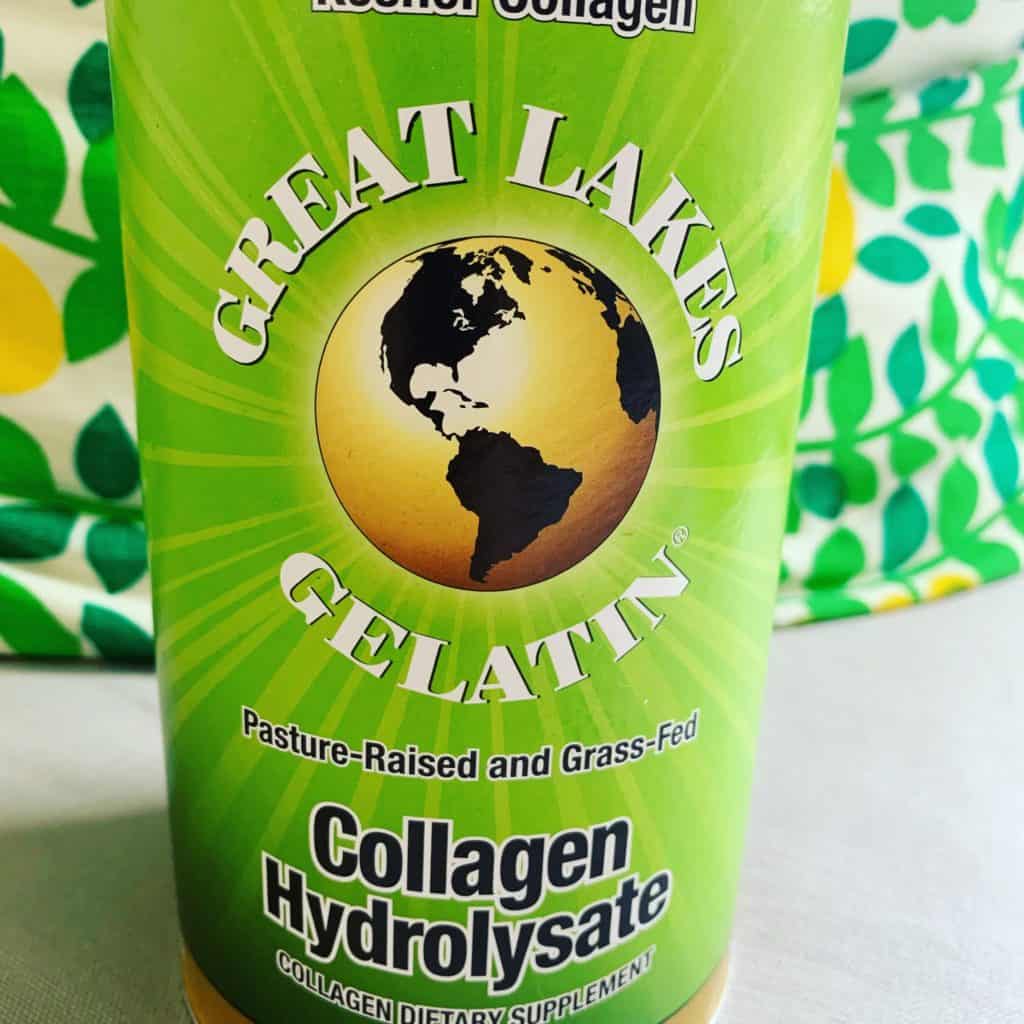 Kosher Collagen
GREAT LAKES
GELATIN®
Pasture-Raised and Grass-Fed
Collagen
Hydrolysate
COLLAGEN DIETARY SUPPLEMENT